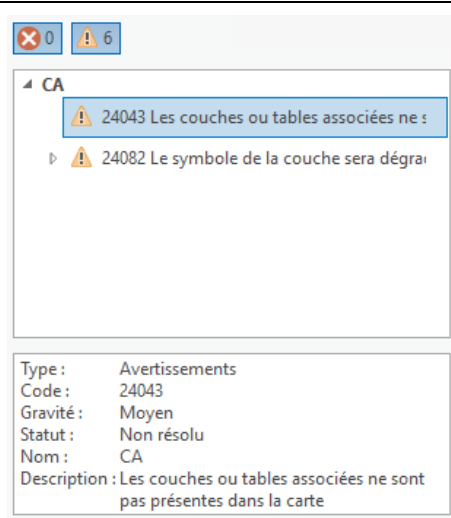 0 6
CA
24043 Les couches ou tables associées ne s
24082 Le symbole de la couche sera dégra
Type : Avertissements
Code : 24043
Gravité : Moyen
Statut : Non résolu
Nom : CA
Description : Les couches ou tables associées ne sont
pas présentes dans la carte